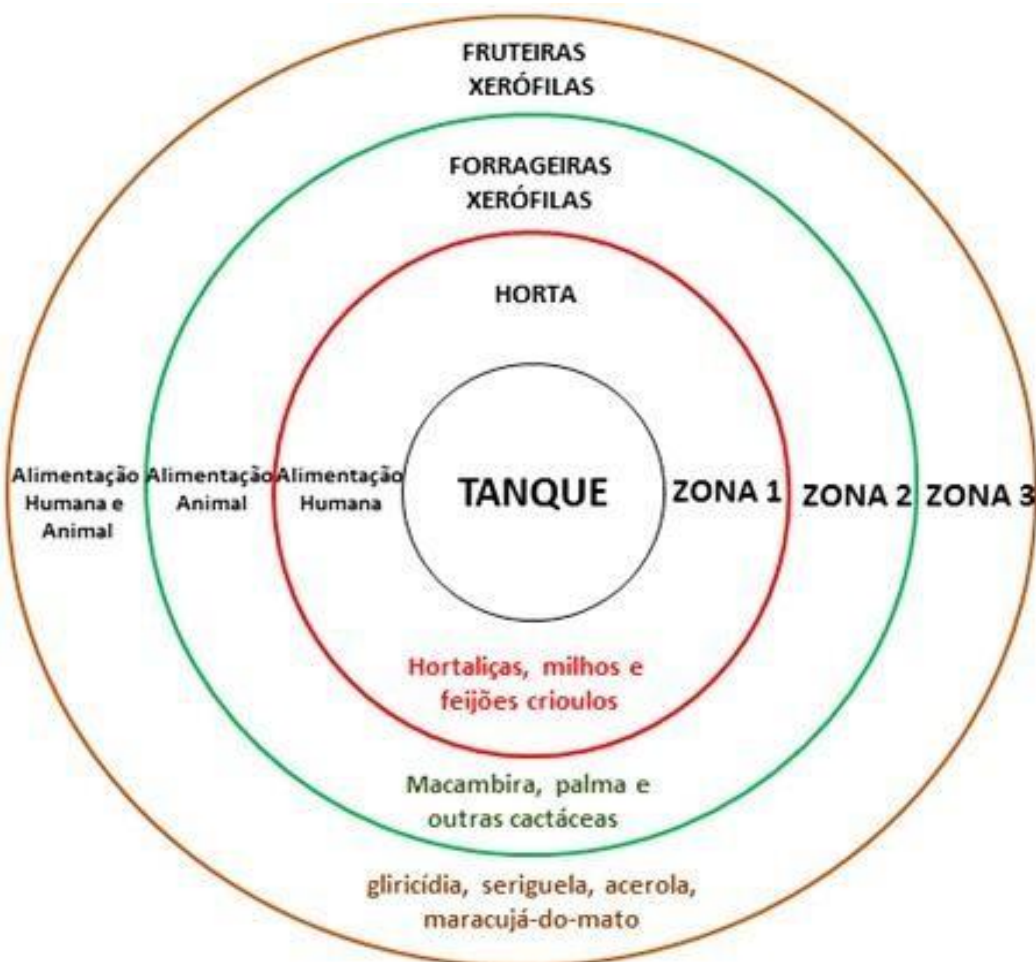 FRUTEIRAS
XERÓFILAS
FORRAGEIRAS
XERÓFILAS
HORTA
Alimentação
Humana e
Animal
Alimentação
Animal
Alimentação
Humana
TANQUE
ZONA 1
ZONA 2
ZONA 3
Hortaliças, milhos e
feijões crioulos
Macambira, palma e
outras cactáceas
gliricídia, seriguela, acerola,
maracujá-do-mato